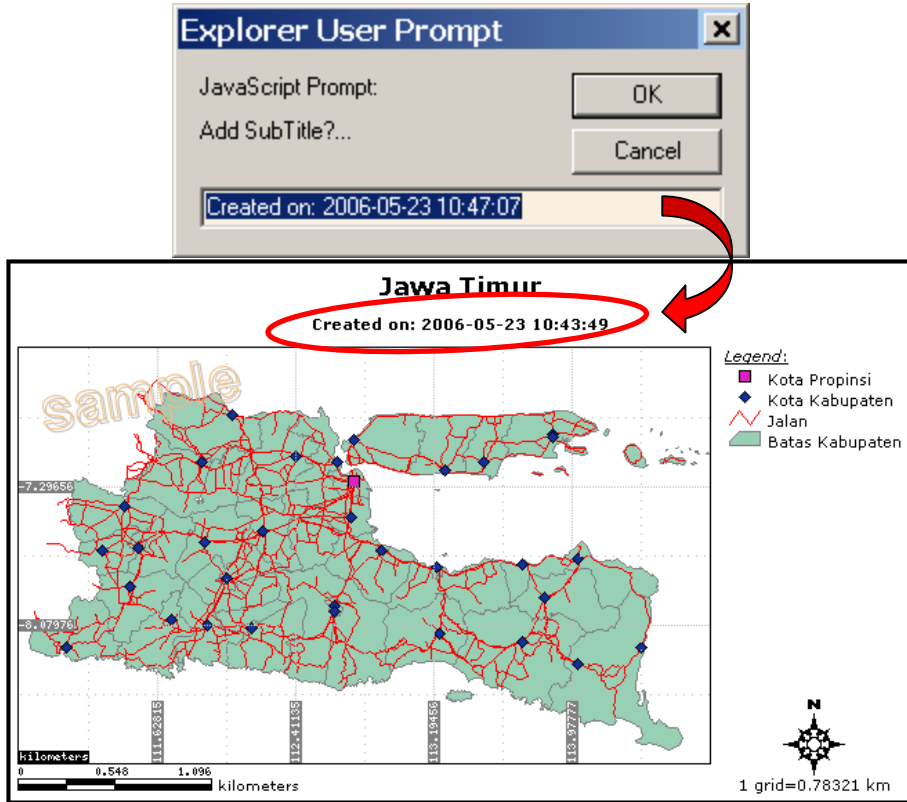 Explorer User Prompt
JavaScript Prompt:
OK
Add SubTitle?...
Cancel
Created on: 2006-05-23 10:47:07
Jawa Timur
Created on: 2006-05-23 10:43:49
sample
Legend:
Kota Propinsi
Kota Kabupaten
Jalan
Batas Kabupaten
-7.29656
-8.07976
111.62815
112.41135
113.19456
113.97777
kilometers
0 0.548 1.096
kilometers
N
1 grid=0.78321 km